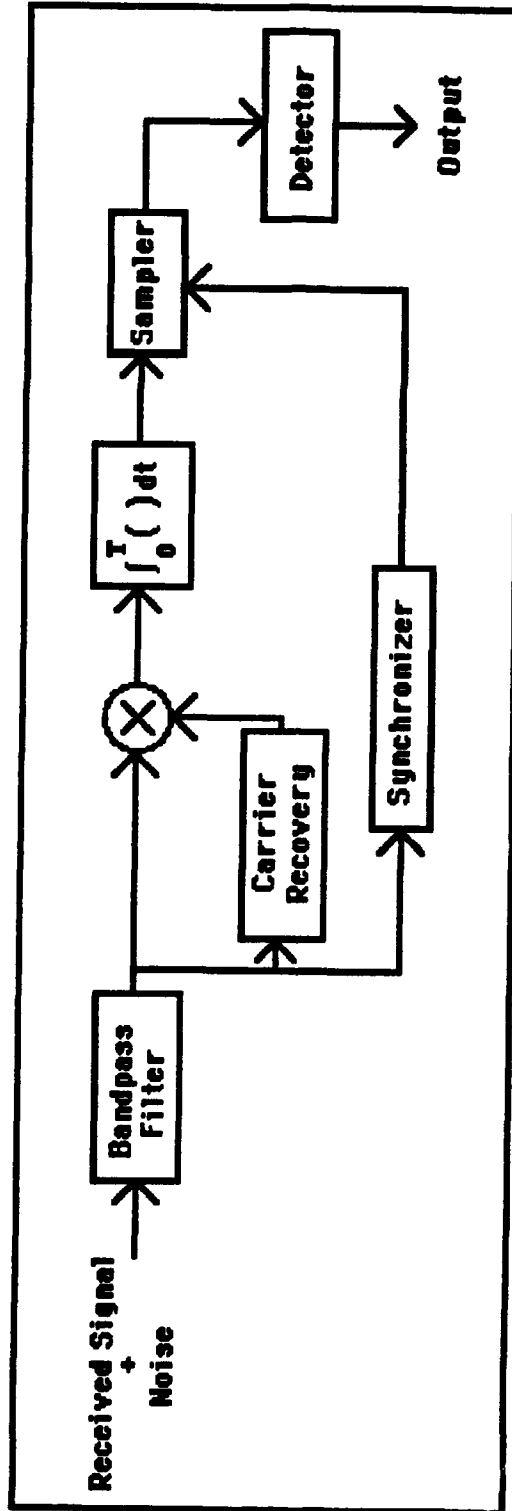 Received Signal
+
Noise
Bandpass
Filter
Carrier
Recovery
Synchronizer
∫₀ᵀ ( )dt
Sampler
Detector
Output